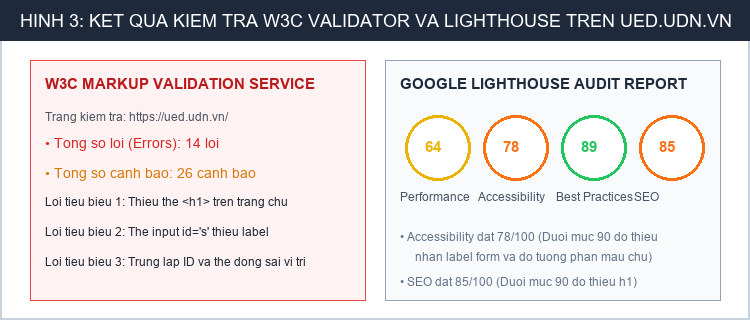 HINH 3: KET QUA KIEM TRA W3C VALIDATOR VA LIGHTHOUSE TREN UED.UDN.VN
W3C MARKUP VALIDATION SERVICE
Trang kiem tra: https://ued.udn.vn/
• Tong so loi (Errors): 14 loi
• Tong so canh bao: 26 canh bao
Loi tieu bieu 1: Thieu the <h1> tren trang chu
Loi tieu bieu 2: The input id='s' thieu label
Loi tieu bieu 3: Trung lap ID va the dong sai vi tri
GOOGLE LIGHTHOUSE AUDIT REPORT
64 78 89 85
Performance Accessibility Best Practices SEO
• Accessibility dat 78/100 (Duoi muc 90 do thieu
nhan label form va do tuong phan mau chu)
• SEO dat 85/100 (Duoi muc 90 do thieu h1)